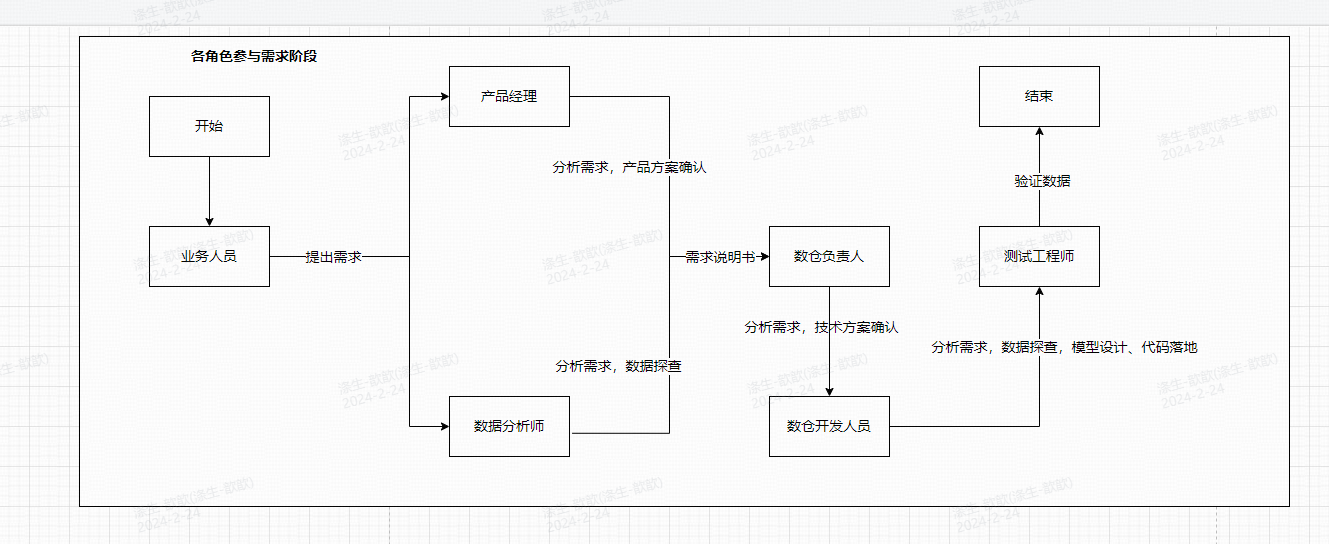 各角色参与需求阶段
开始
业务人员
提出需求
产品经理
分析需求，产品方案确认
数据分析师
分析需求，数据探查
需求说明书
数仓负责人
分析需求，技术方案确认
数仓开发人员
分析需求，数据探查，模型设计、代码落地
测试工程师
验证数据
结束
涤生-歆歆(涤生-歆歆)
2024-2-24